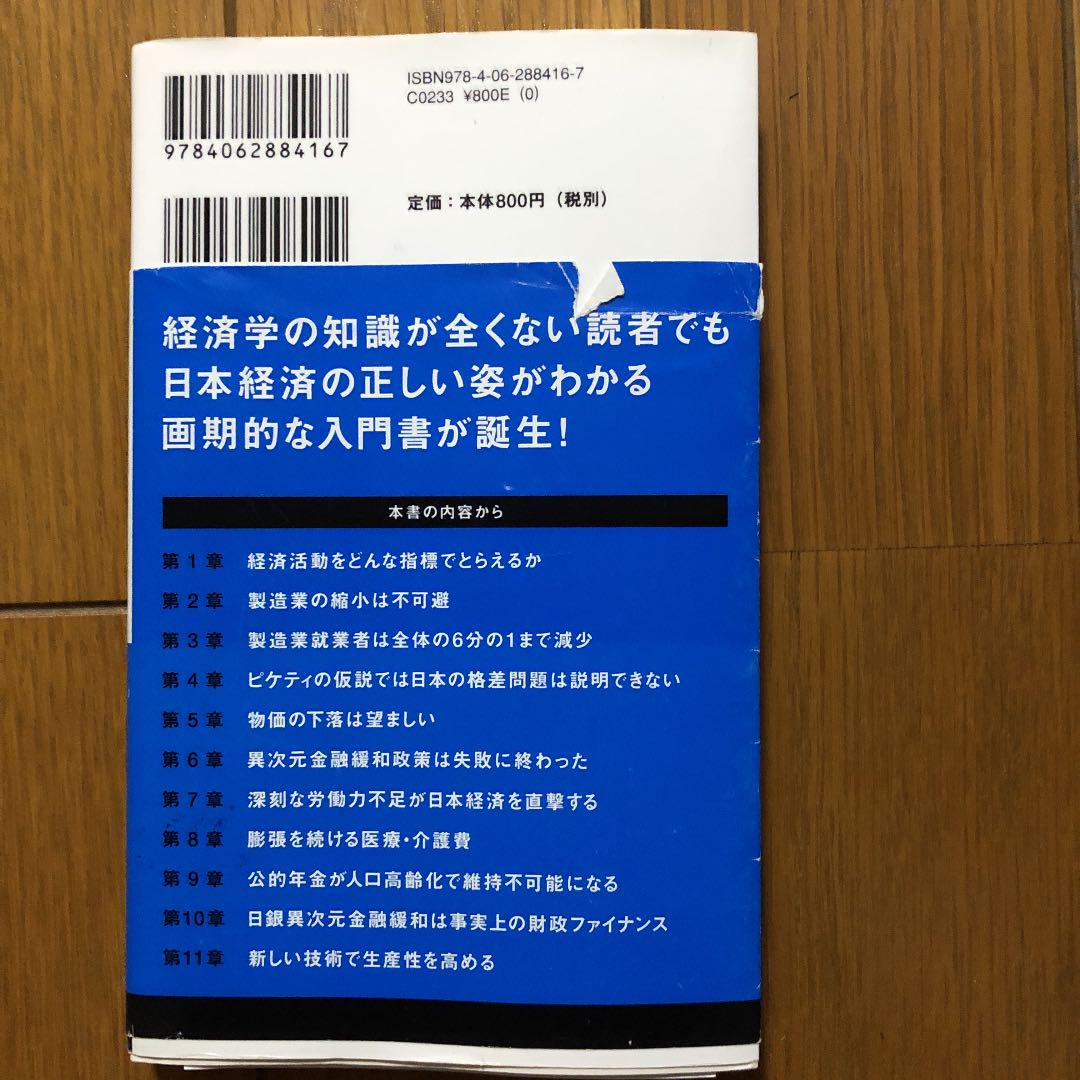 ISBN978-4-06-288416-7
C0233 ¥800E (0)
9784062884167
定価：本体800円（税別）
経済学の知識が全くない読者でも
日本経済の正しい姿がわかる
画期的な入門書が誕生！
本書の内容から
第1章 経済活動をどんな指標でとらえるか
第2章 製造業の縮小は不可避
第3章 製造業就業者は全体の6分の1まで減少
第4章 ピケティの仮説では日本の格差問題は説明できない
第5章 物価の下落は望ましい
第6章 異次元金融緩和政策は失敗に終わった
第7章 深刻な労働力不足が日本経済を直撃する
第8章 膨張を続ける医療・介護費
第9章 公的年金が人口高齢化で維持不可能になる
第10章 日銀異次元金融緩和は事実上の財政ファイナンス
第11章 新しい技術で生産性を高める